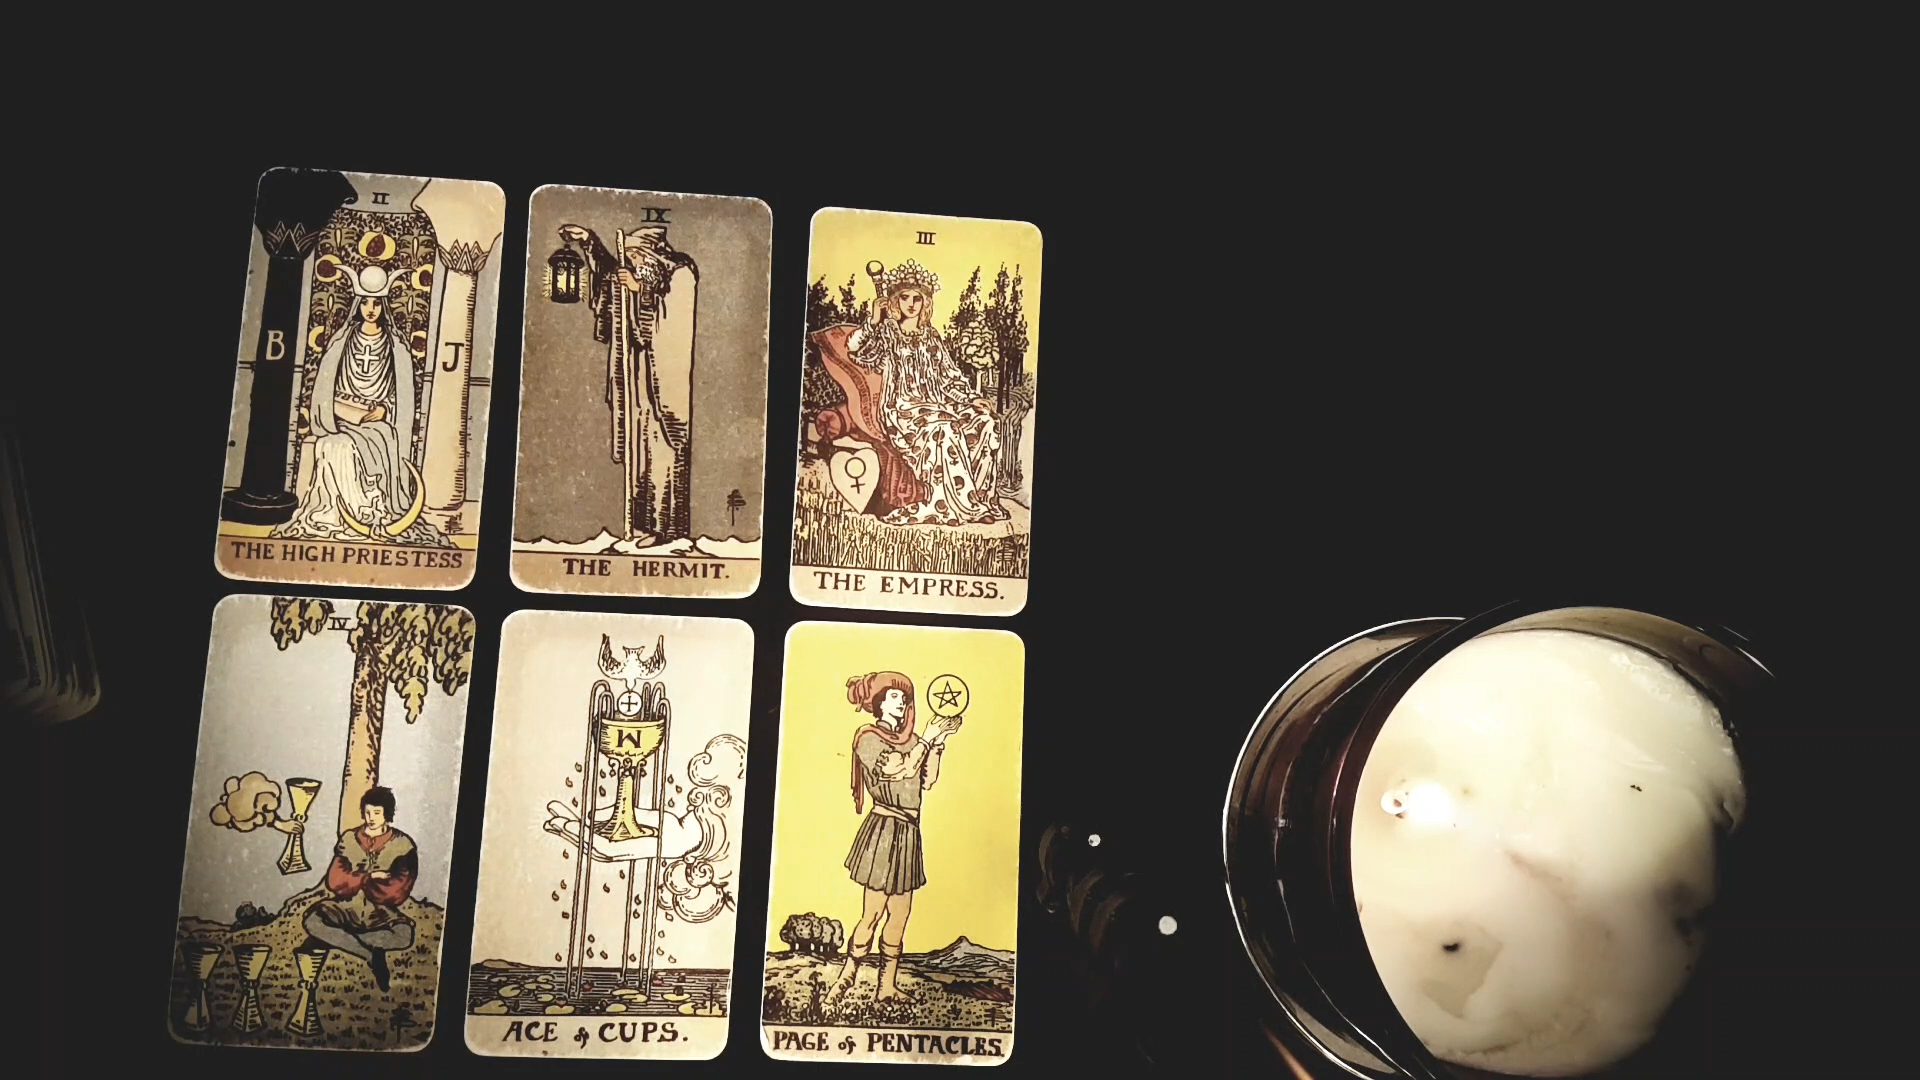 II
B
J
THE HIGH PRIESTESS
IX
THE HERMIT.
III
THE EMPRESS.
IV
W
ACE of CUPS.
PAGE of PENTACLES.